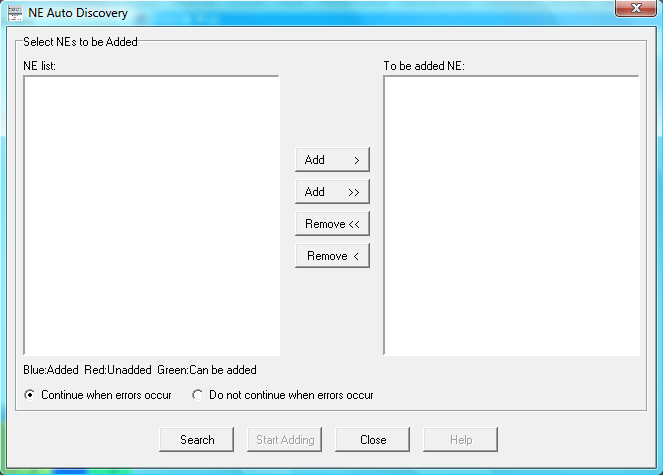 NE Auto Discovery
Select NEs to be Added
NE list:
To be added NE:
Add >
Add >>
Remove <<
Remove <
Blue:Added Red:Unadded Green:Can be added
Continue when errors occur
Do not continue when errors occur
Search
Start Adding
Close
Help